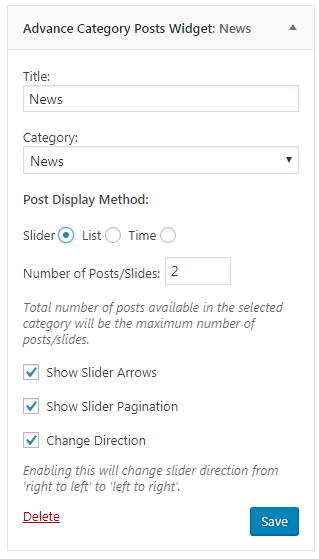 Advance Category Posts Widget: News
Title:
News
Category:
News
Post Display Method:
Slider List Time
Number of Posts/Slides: 2
Total number of posts available in the selected
category will be the maximum number of
posts/slides.
Show Slider Arrows
Show Slider Pagination
Change Direction
Enabling this will change slider direction from
'right to left' to 'left to right'.
Delete Save